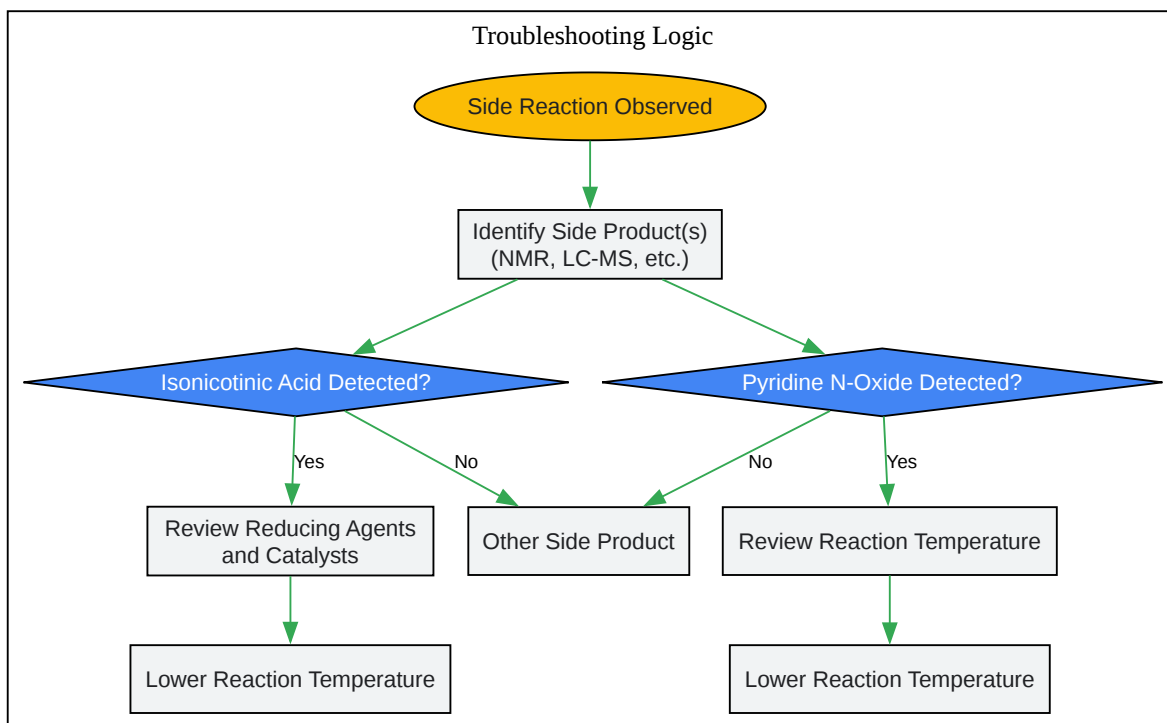 Troubleshooting Logic
Side Reaction Observed
Identify Side Product(s)
(NMR, LC-MS, etc.)
Isonicotinic Acid Detected?
Pyridine N-Oxide Detected?
Yes
No
No
Yes
Review Reducing Agents
and Catalysts
Other Side Product
Review Reaction Temperature
Lower Reaction Temperature
Lower Reaction Temperature